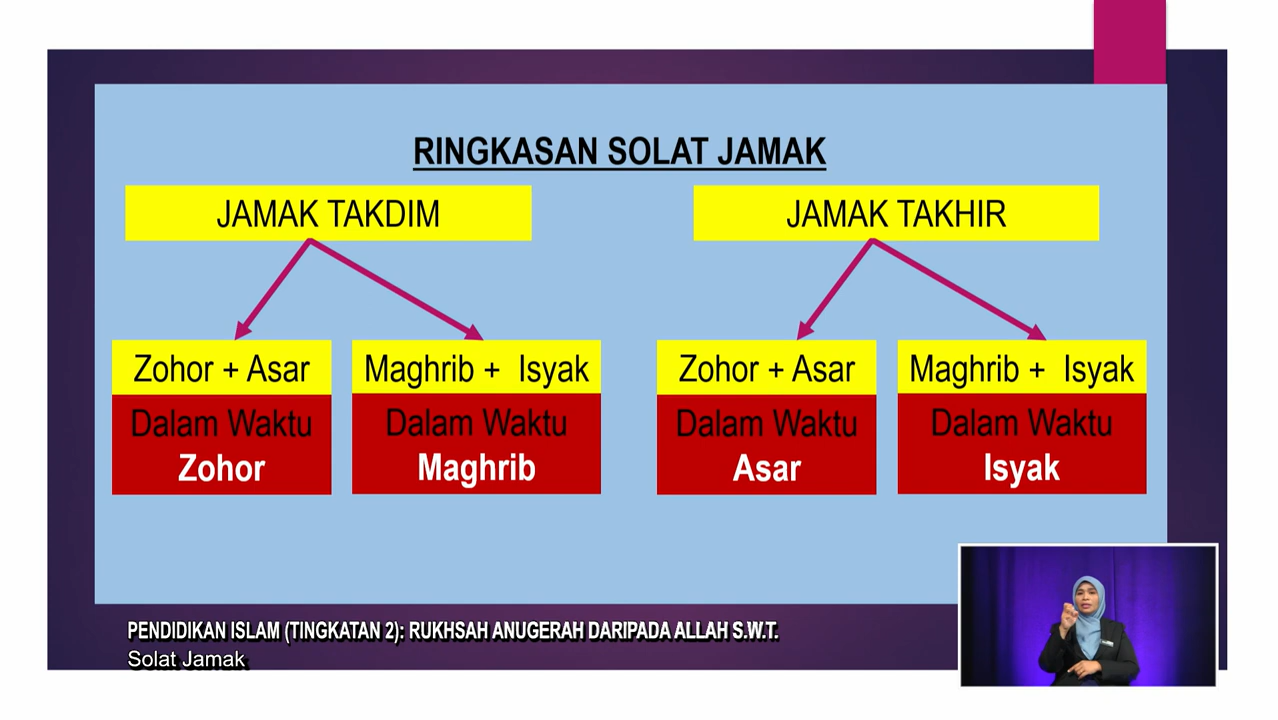 RINGKASAN SOLAT JAMAK
JAMAK TAKDIM
Zohor + Asar
Dalam Waktu
Zohor
Maghrib + Isyak
Dalam Waktu
Maghrib
JAMAK TAKHIR
Zohor + Asar
Dalam Waktu
Asar
Maghrib + Isyak
Dalam Waktu
Isyak
PENDIDIKAN ISLAM (TINGKATAN 2): RUKHSAH ANUGERAH DARIPADA ALLAH S.W.T.
Solat Jamak